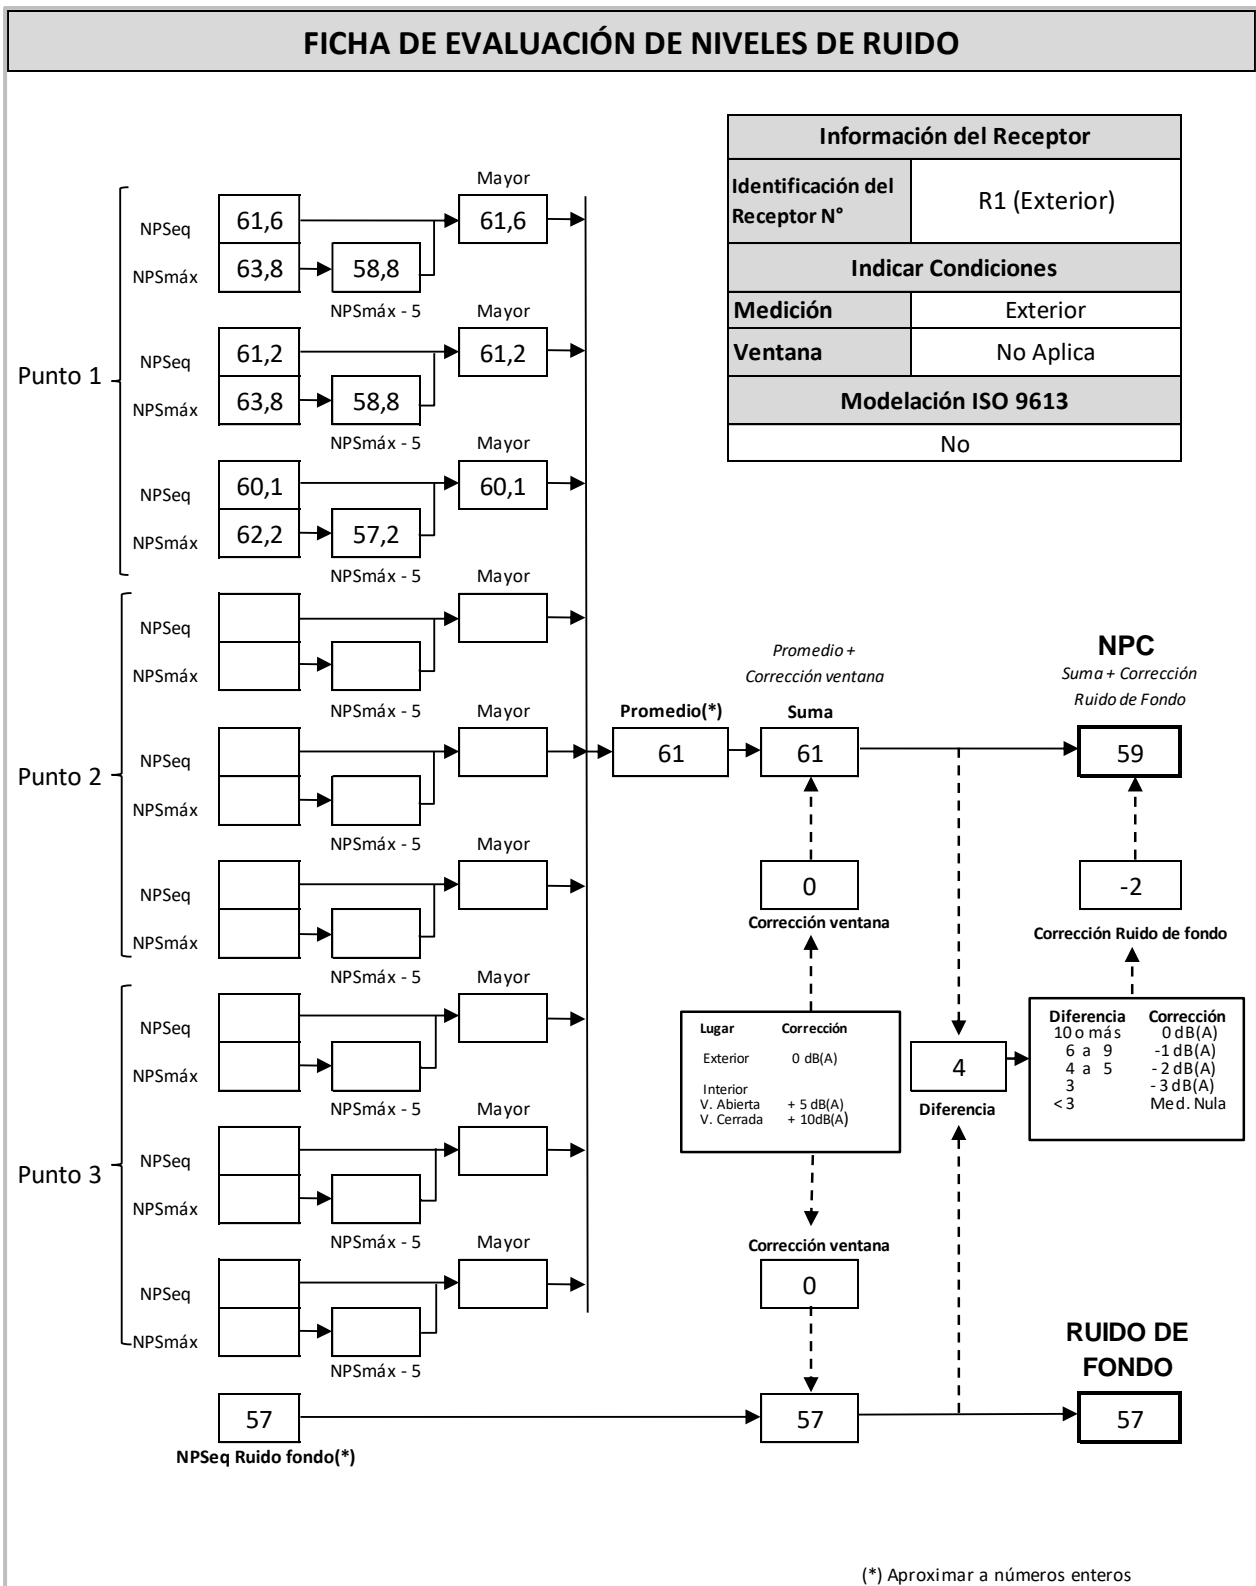 FICHA DE EVALUACIÓN DE NIVELES DE RUIDO
Información del Receptor
Identificación del
Receptor N°
R1 (Exterior)
Indicar Condiciones
Medición
Exterior
Ventana
No Aplica
Modelación ISO 9613
No
Punto 1
Mayor
NPSeq
61,6
61,6
NPSmáx
63,8
58,8
NPSmáx - 5
Mayor
NPSeq
61,2
61,2
NPSmáx
63,8
58,8
NPSmáx - 5
Mayor
NPSeq
60,1
60,1
NPSmáx
62,2
57,2
NPSmáx - 5
Punto 2
Mayor
NPSeq
NPSmáx
NPSmáx - 5
Mayor
NPSeq
NPSmáx
NPSmáx - 5
Mayor
NPSeq
NPSmáx
NPSmáx - 5
Punto 3
Mayor
NPSeq
NPSmáx
NPSmáx - 5
Mayor
NPSeq
NPSmáx
NPSmáx - 5
Mayor
NPSeq
NPSmáx
NPSmáx - 5
Promedio(*)
61
Promedio +
Corrección ventana
Suma
61
NPC
Suma + Corrección
Ruido de Fondo
59
0
Corrección ventana
-2
Corrección Ruido de fondo
Lugar Corrección
Exterior 0 dB(A)
Interior
V. Abierta + 5 dB(A)
V. Cerrada + 10dB(A)
4
Diferencia
Diferencia Corrección
10 o más 0 dB(A)
6 a 9 -1 dB(A)
4 a 5 - 2 dB(A)
3 - 3 dB(A)
< 3 Med. Nula
Corrección ventana
0
RUIDO DE
FONDO
57
57
57
NPSeq Ruido fondo(*)
(*) Aproximar a números enteros